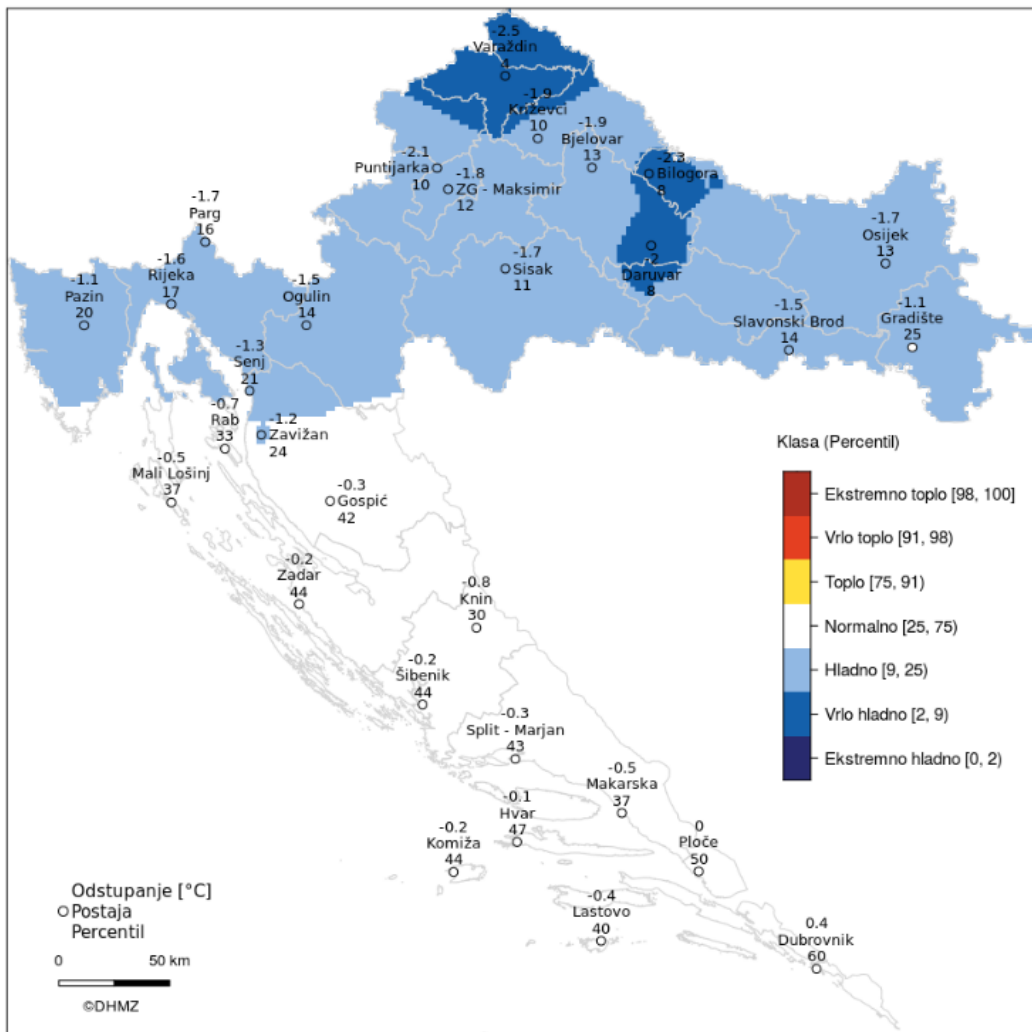 -2.5
Varaždin
4
-1.9
Križevci
10
-1.9
Bjelovar
13
-2.1
Puntijarka
10
-1.8
ZG - Maksimir
12
-2.3
Bilogora
8
-1.7
Parg
16
-1.7
Osijek
13
-1.6
Rijeka
17
-1.7
Sisak
11
-2
Daruvar
8
-1.1
Pazin
20
-1.5
Ogulin
14
-1.5
Slavonski Brod
14
-1.1
Gradište
25
-1.3
Senj
21
-0.7
Rab
33
-1.2
Zavižan
24
-0.5
Mali Lošinj
37
-0.3
Gospić
42
Klasa (Percentil)
Ekstremno toplo [98, 100]
Vrlo toplo [91, 98)
Toplo [75, 91)
Normalno [25, 75)
Hladno [9, 25)
Vrlo hladno [2, 9)
Ekstremno hladno [0, 2)
-0.2
Zadar
44
-0.8
Knin
30
-0.2
Šibenik
44
-0.3
Split - Marjan
43
-0.5
Makarska
37
-0.1
Hvar
47
-0.2
Komiža
44
0
Ploče
50
-0.4
Lastovo
40
0.4
Dubrovnik
60
Odstupanje [°C]
Postaja
Percentil
0 50 km
©DHMZ